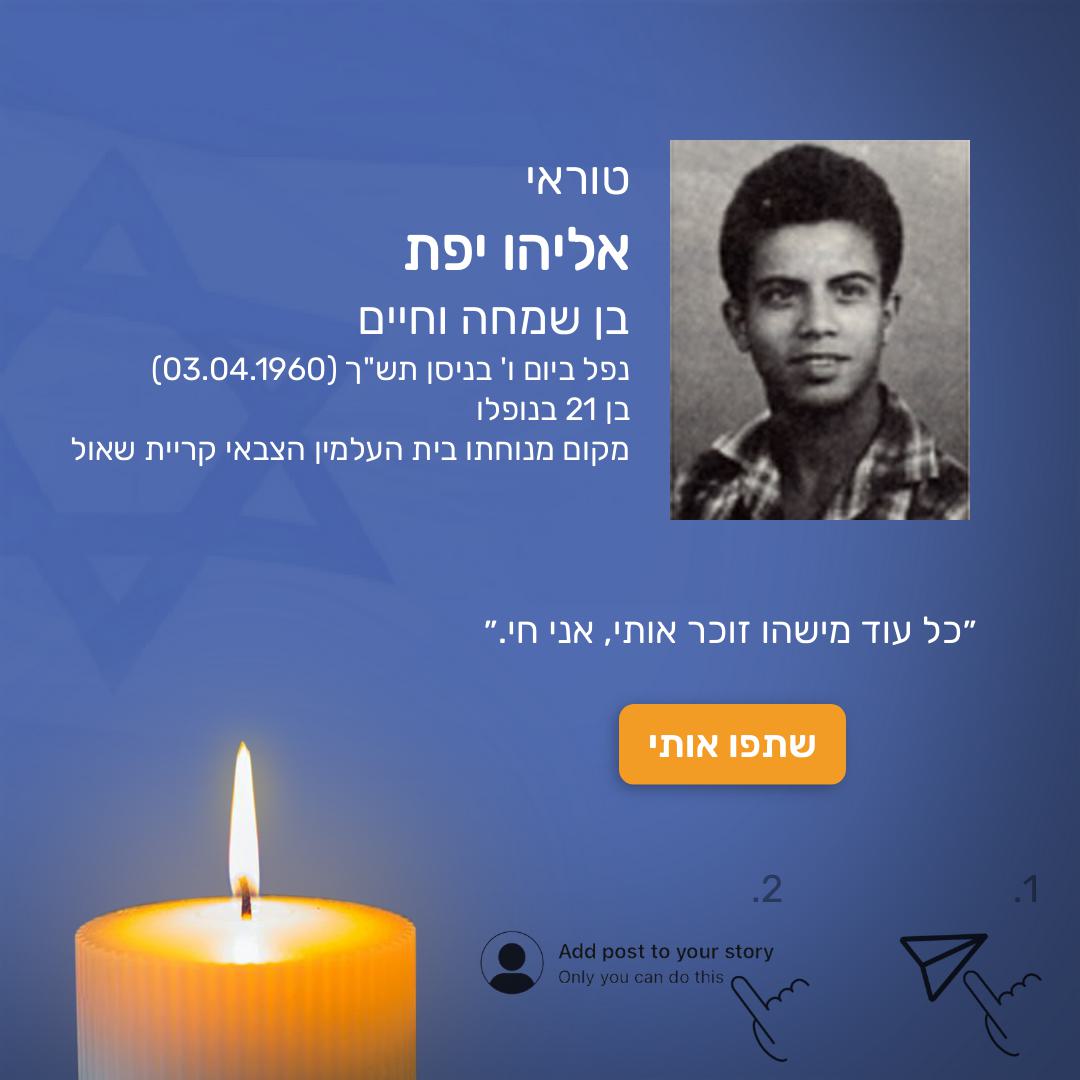 טוראי
אליהו יפת
בן שמחה וחיים
נפל ביום ו' בניסן תש"ך (03.04.1960)
בן 21 בנופלו
מקום מנוחתו בית העלמין הצבאי קריית שאול
״כל עוד מישהו זוכר אותי, אני חי.״
שתפו אותי
.1
.2
Add post to your story
Only you can do this